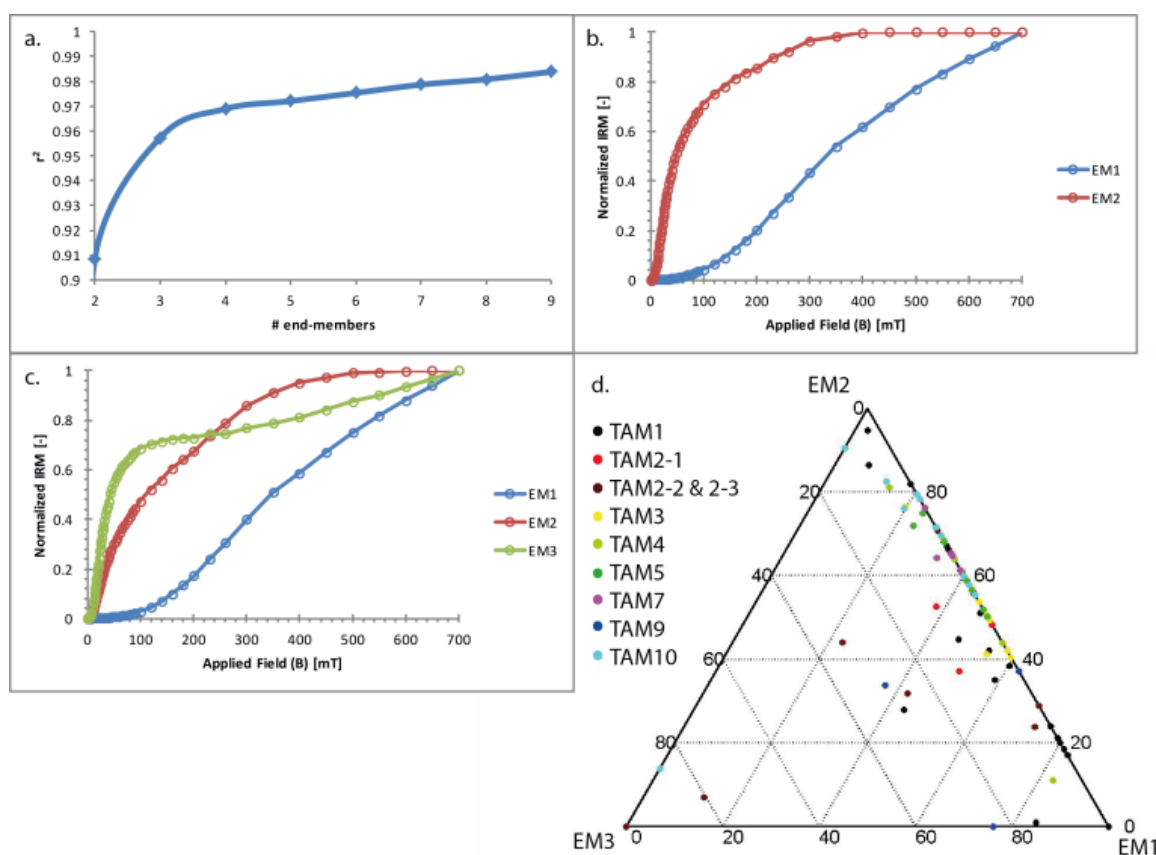 a.
1
0.99
0.98
0.97
0.96
0.95
0.94
0.93
0.92
0.91
0.9
r²
2 3 4 5 6 7 8 9
# end-members
b.
1
0.8
0.6
0.4
0.2
0
Normalized IRM [-]
0 100 200 300 400 500 600 700
Applied Field (B) [mT]
EM1
EM2
c.
1
0.8
0.6
0.4
0.2
0
Normalized IRM [-]
0 100 200 300 400 500 600 700
Applied Field (B) [mT]
EM1
EM2
EM3
d.
EM2
0
TAM1
TAM2-1
TAM2-2 & 2-3
TAM3
TAM4
TAM5
TAM7
TAM9
TAM10
20 80
40 60
60 40
80 20
0 20 40 60 80 0
EM3 EM1